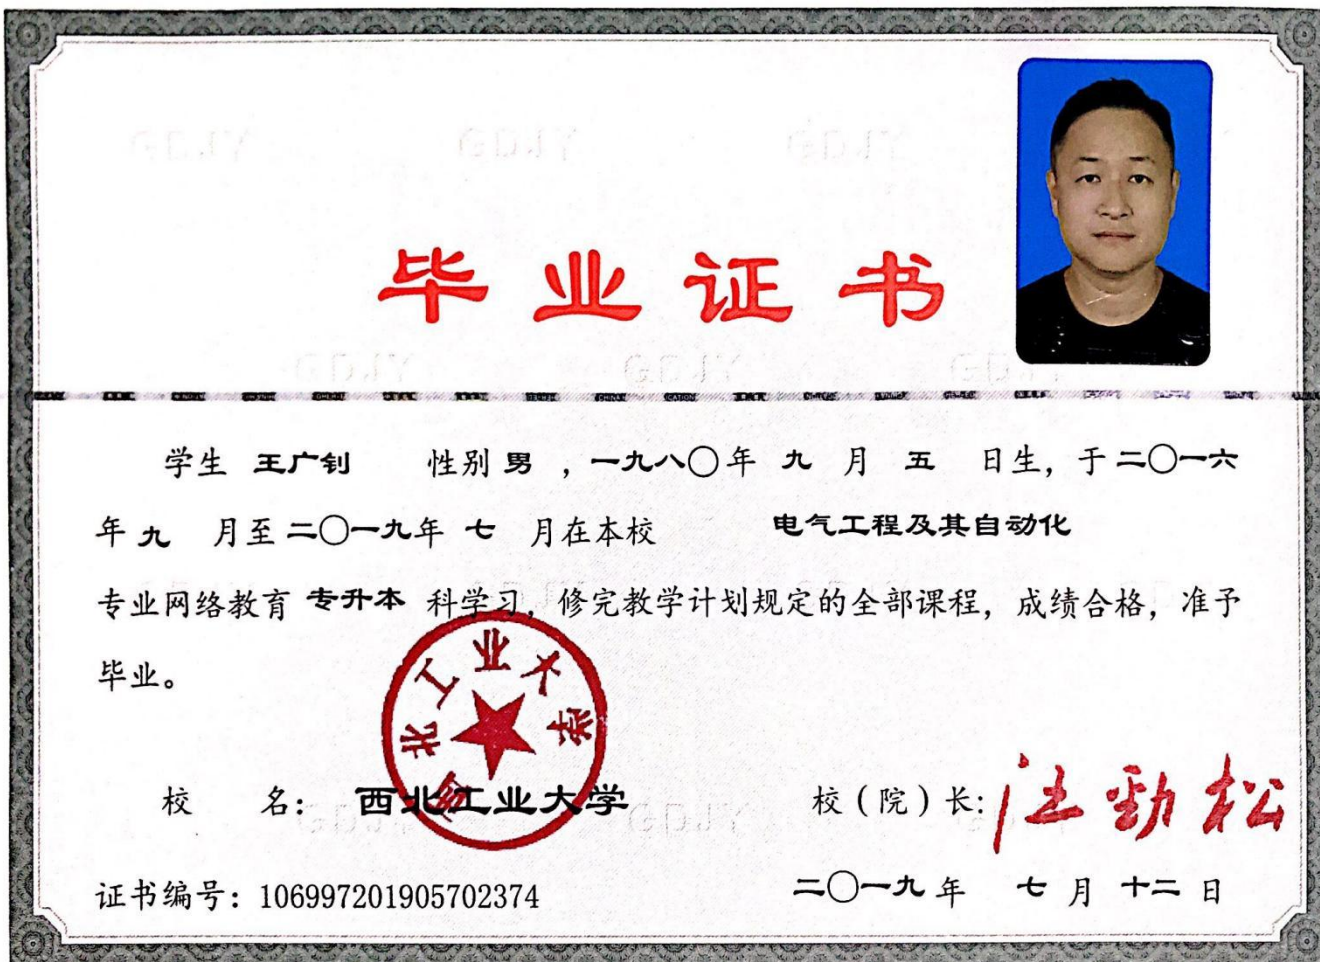 毕业证书
学生 王广钊 性别 男 ,一九八〇年 九 月 五 日生,于二〇一六
年 九 月至二〇一九年 七 月在本校 电气工程及其自动化
专业网络教育 专升本 科学习,修完教学计划规定的全部课程,成绩合格,准予
毕业。
西北工业大学
校 名: 西北工业大学 校(院)长: 汪劲松
证书编号:106997201905702374 二〇一九 年 七 月 十二 日